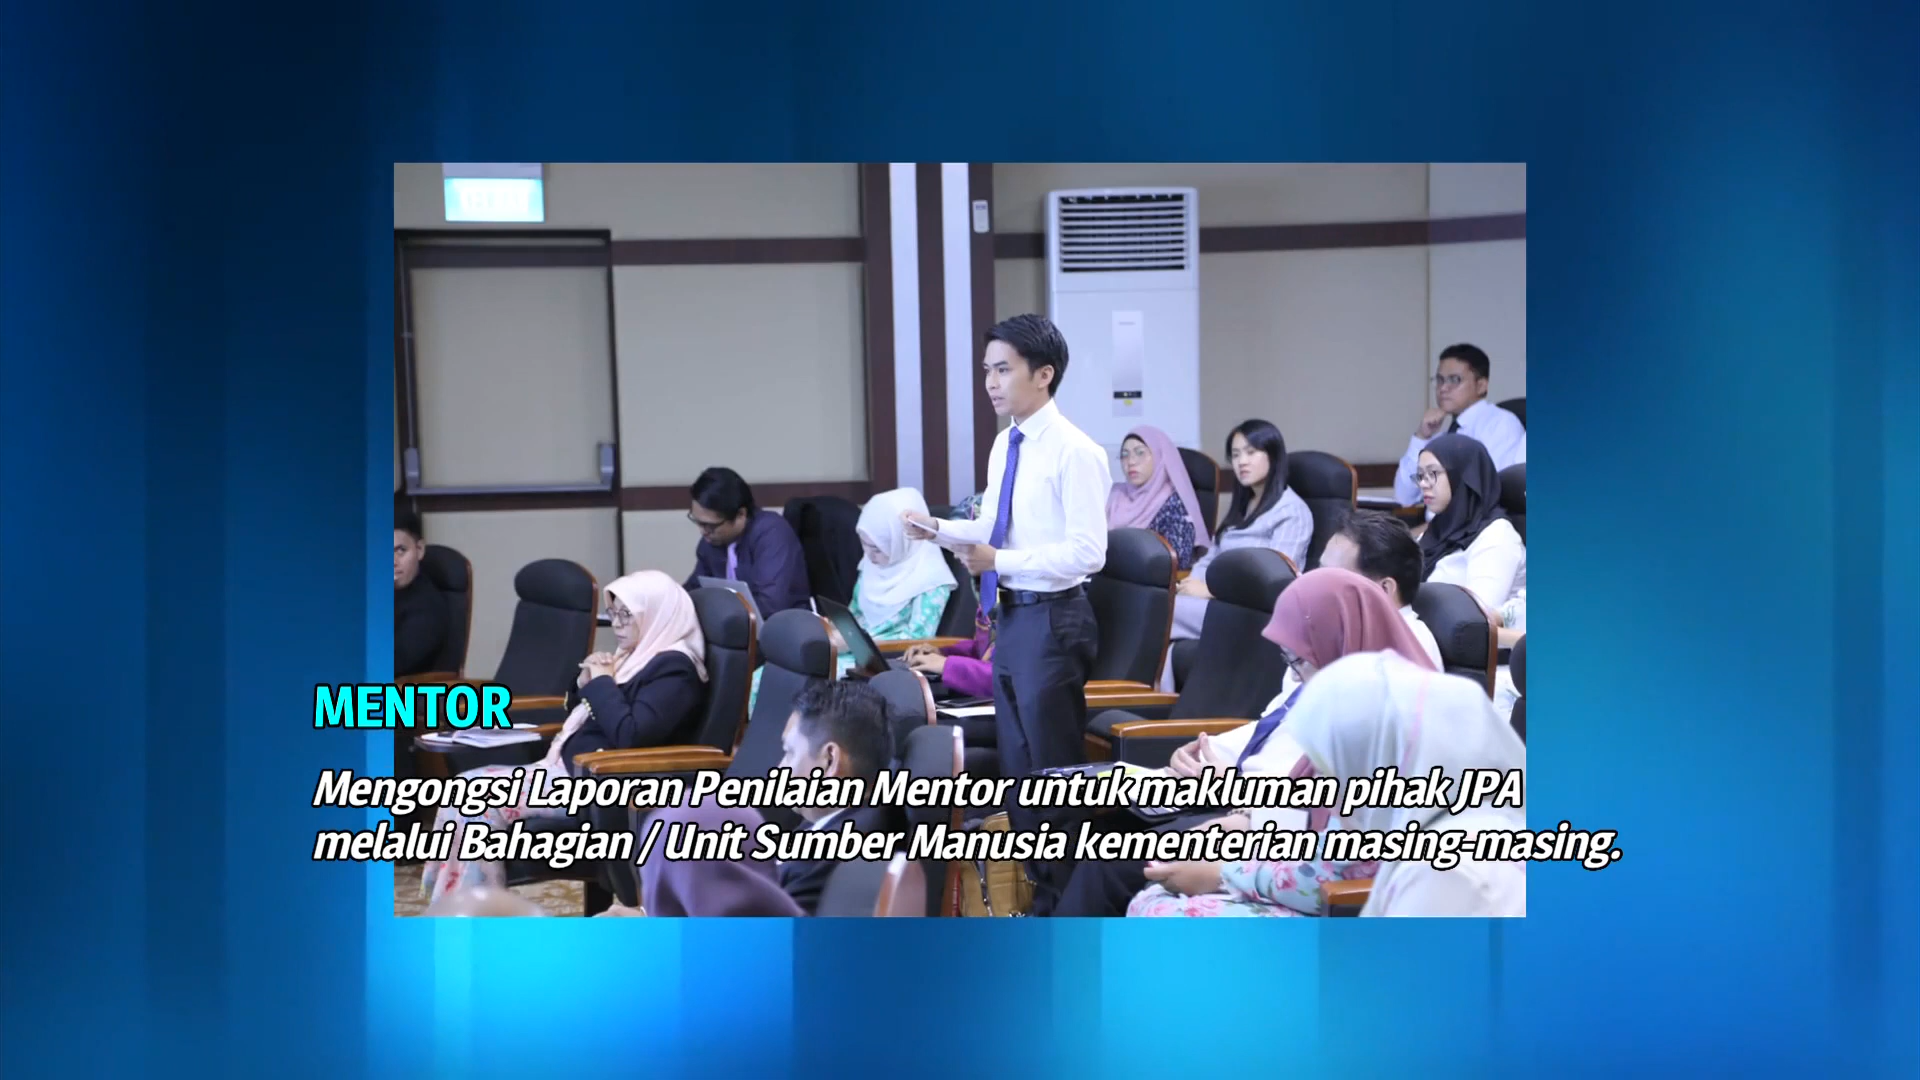 MENTOR
Mengongsi Laporan Penilaian Mentor untuk makluman pihak JPA
melalui Bahagian / Unit Sumber Manusia kementerian masing-masing.